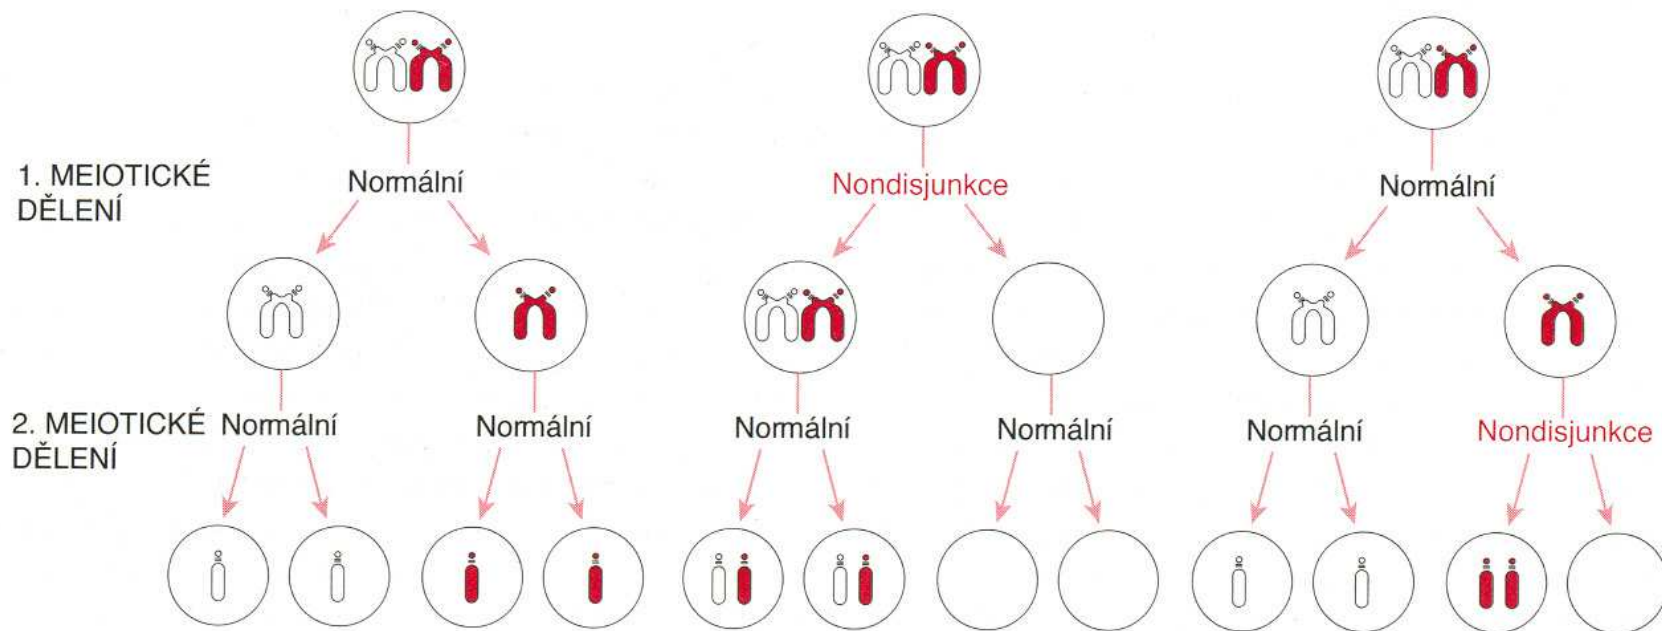 1. MEIOTICKÉ
DĚLENÍ
Normální
Nondisjunkce
Normální
2. MEIOTICKÉ
DĚLENÍ
Normální
Normální
Normální
Normální
Normální
Nondisjunkce